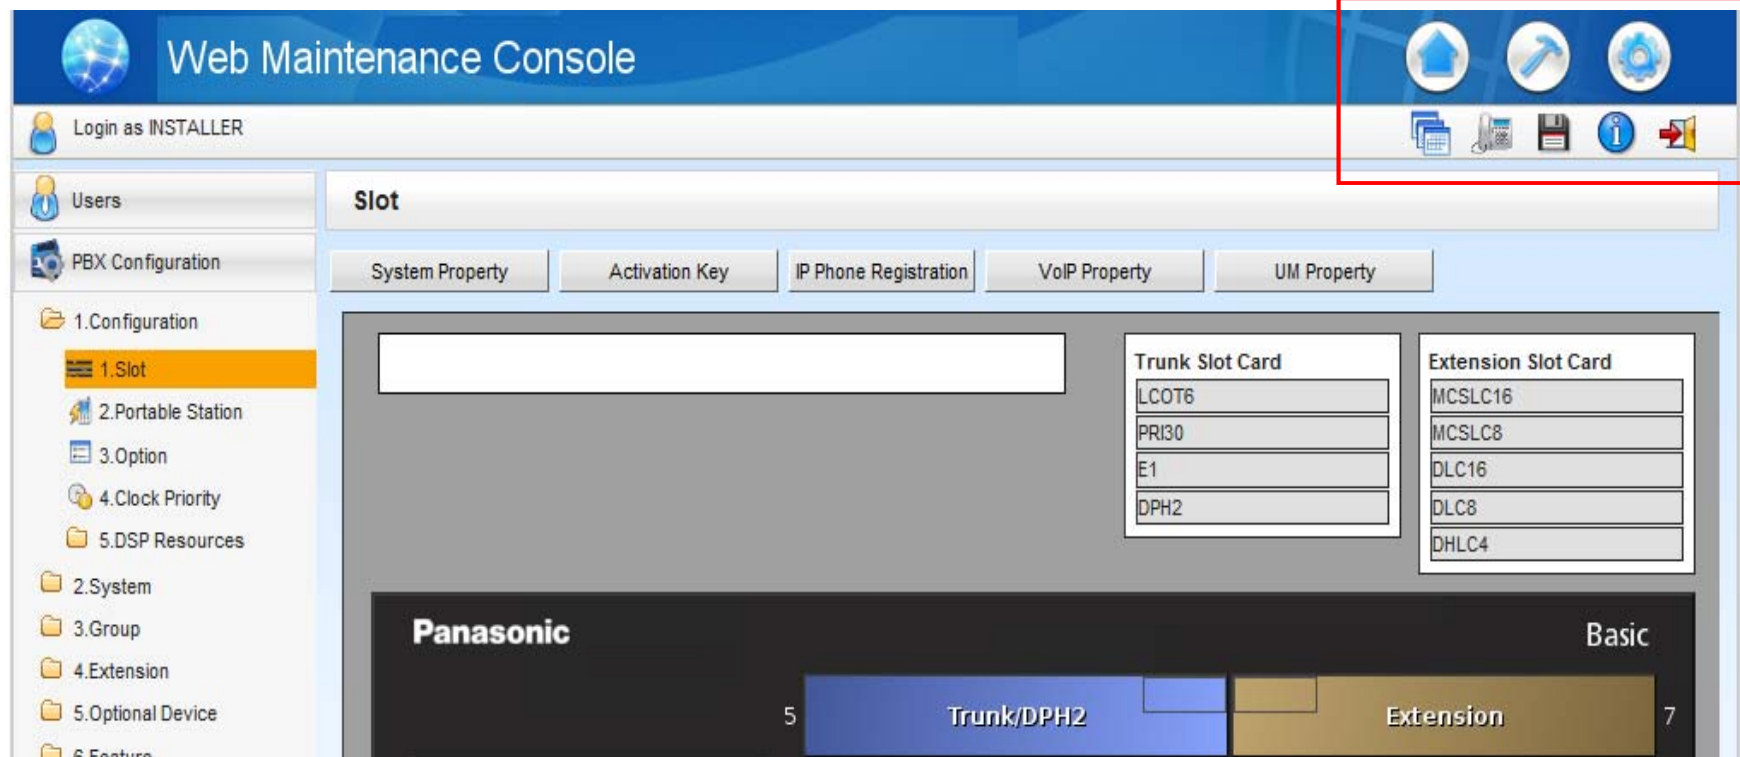 Web Maintenance Console
Login as INSTALLER
Users
PBX Configuration
1.Configuration
1.Slot
2.Portable Station
3.Option
4.Clock Priority
5.DSP Resources
2.System
3.Group
4.Extension
5.Optional Device
6.Feature
Slot
System Property
Activation Key
IP Phone Registration
VoIP Property
UM Property
Trunk Slot Card
LCOT6
PRI30
E1
DPH2
Extension Slot Card
MCSLC16
MCSLC8
DLC16
DLC8
DHLC4
Panasonic
Basic
5 Trunk/DPH2 Extension 7